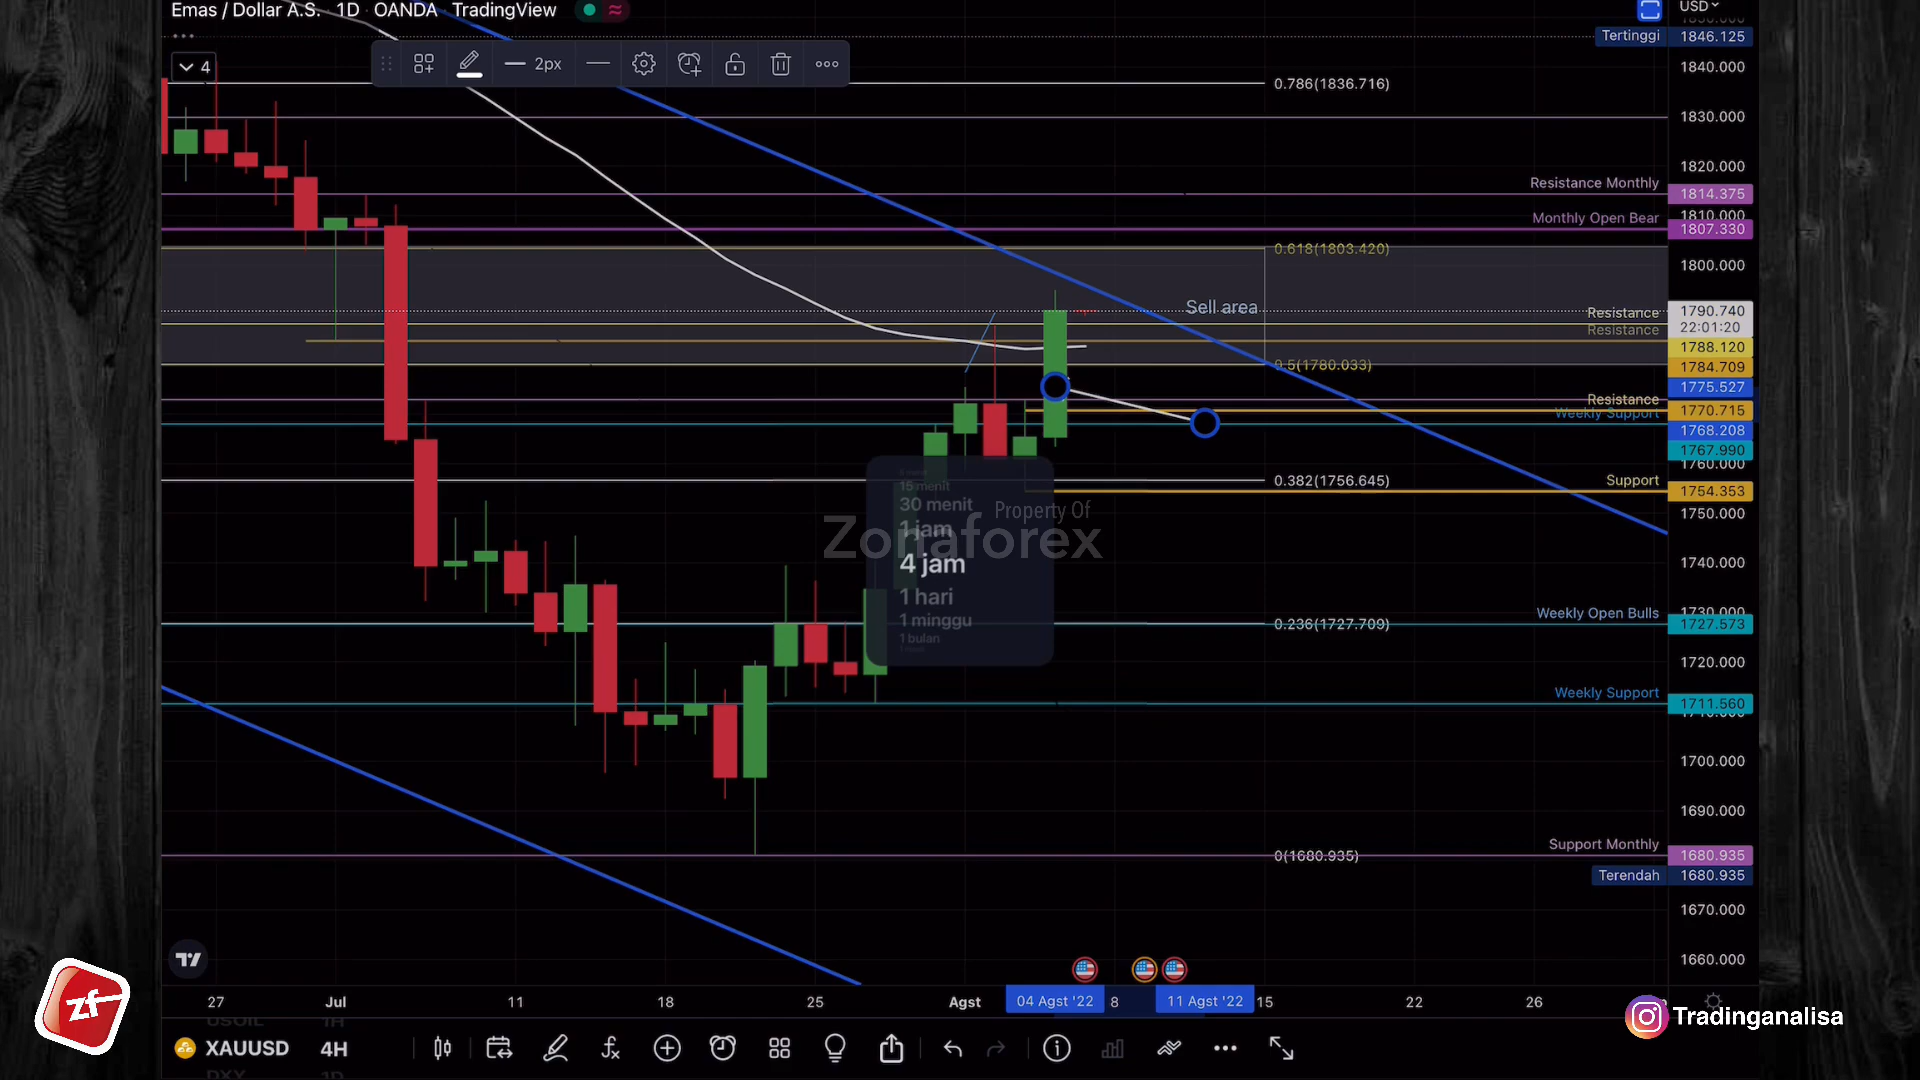 Emas / Dollar A.S. · 1D · OANDA · TradingView
USD
Tertinggi 1846.125
4
2px
1840.000
0.786(1836.716)
1830.000
1820.000
Resistance Monthly
1814.375
1810.000
Monthly Open Bear
1807.330
0.618(1803.420)
1800.000
Sell area
Resistance
1790.740
22:01:20
Resistance
1788.120
0.5(1780.033)
1784.709
1775.527
Resistance
1770.715
Weekly Support
1768.208
1767.990
1760.000
0.382(1756.645)
Support
1754.353
15 menit
30 menit
Property Of
1750.000
1 jam
Zonaforex
4 jam
1740.000
1 hari
1 minggu
1 bulan
1730.000
Weekly Open Bulls
0.236(1727.709)
1727.573
1720.000
Weekly Support
1711.560
1710.000
1700.000
1690.000
Support Monthly
0(1680.935)
1680.935
Terendah 1680.935
1670.000
1660.000
27 Jul 11 18 25 Agst 04 Agst '22 8 11 Agst '22 15 22 26
zf
Tradinganalisa
USOIL 1H
XAUUSD 4H
DXY 1D